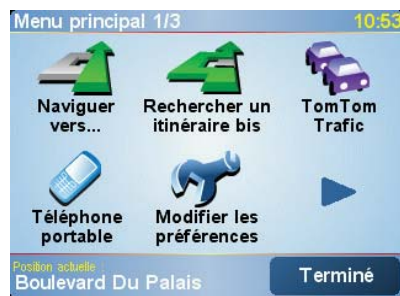 Menu principal 1/3 10:53
Naviguer
vers...
Rechercher un
itinéraire bis
TomTom
Trafic
Téléphone
portable
Modifier les
préférences
Position actuelle
Boulevard Du Palais
Terminé